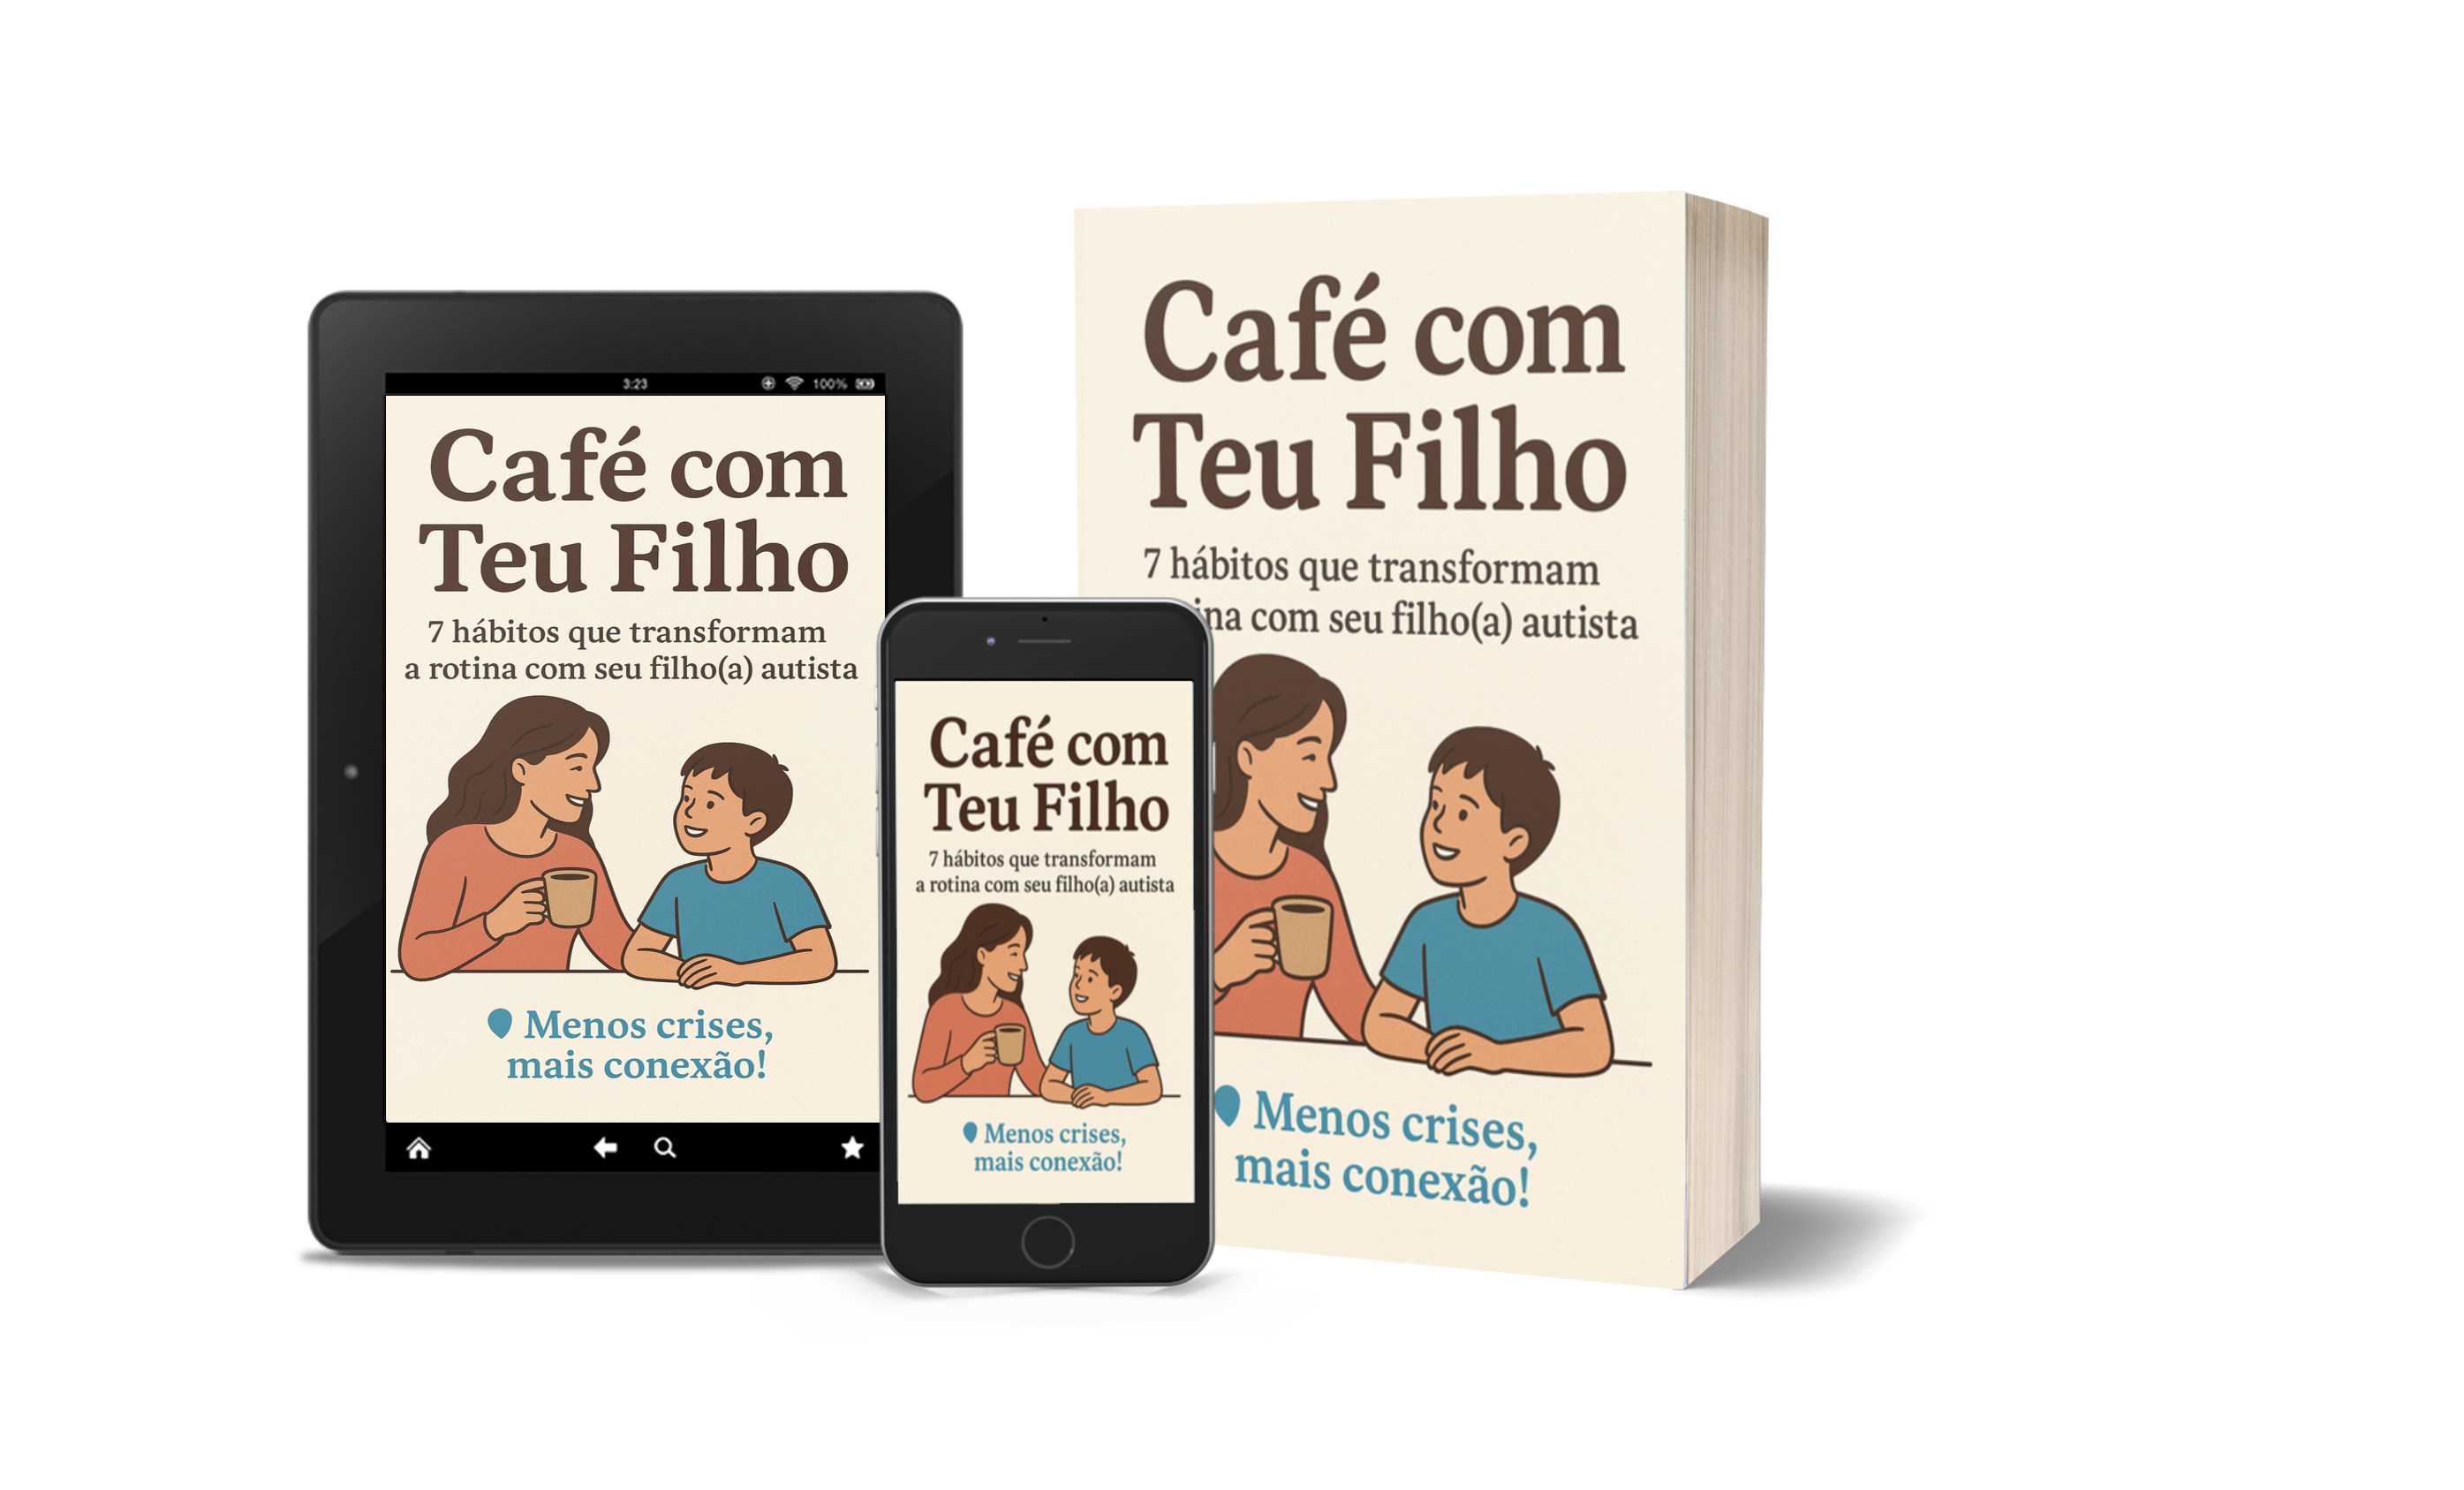 3:23
100%
Café com
Teu Filho
7 hábitos que transformam
a rotina com seu filho(a) autista
Menos crises,
mais conexão!
Café com
Teu Filho
7 hábitos que transformam
a rotina com seu filho(a) autista
Menos crises,
mais conexão!
Café com
Teu Filho
7 hábitos que transformam
com seu filho(a) autista
Menos crises,
mais conexão!